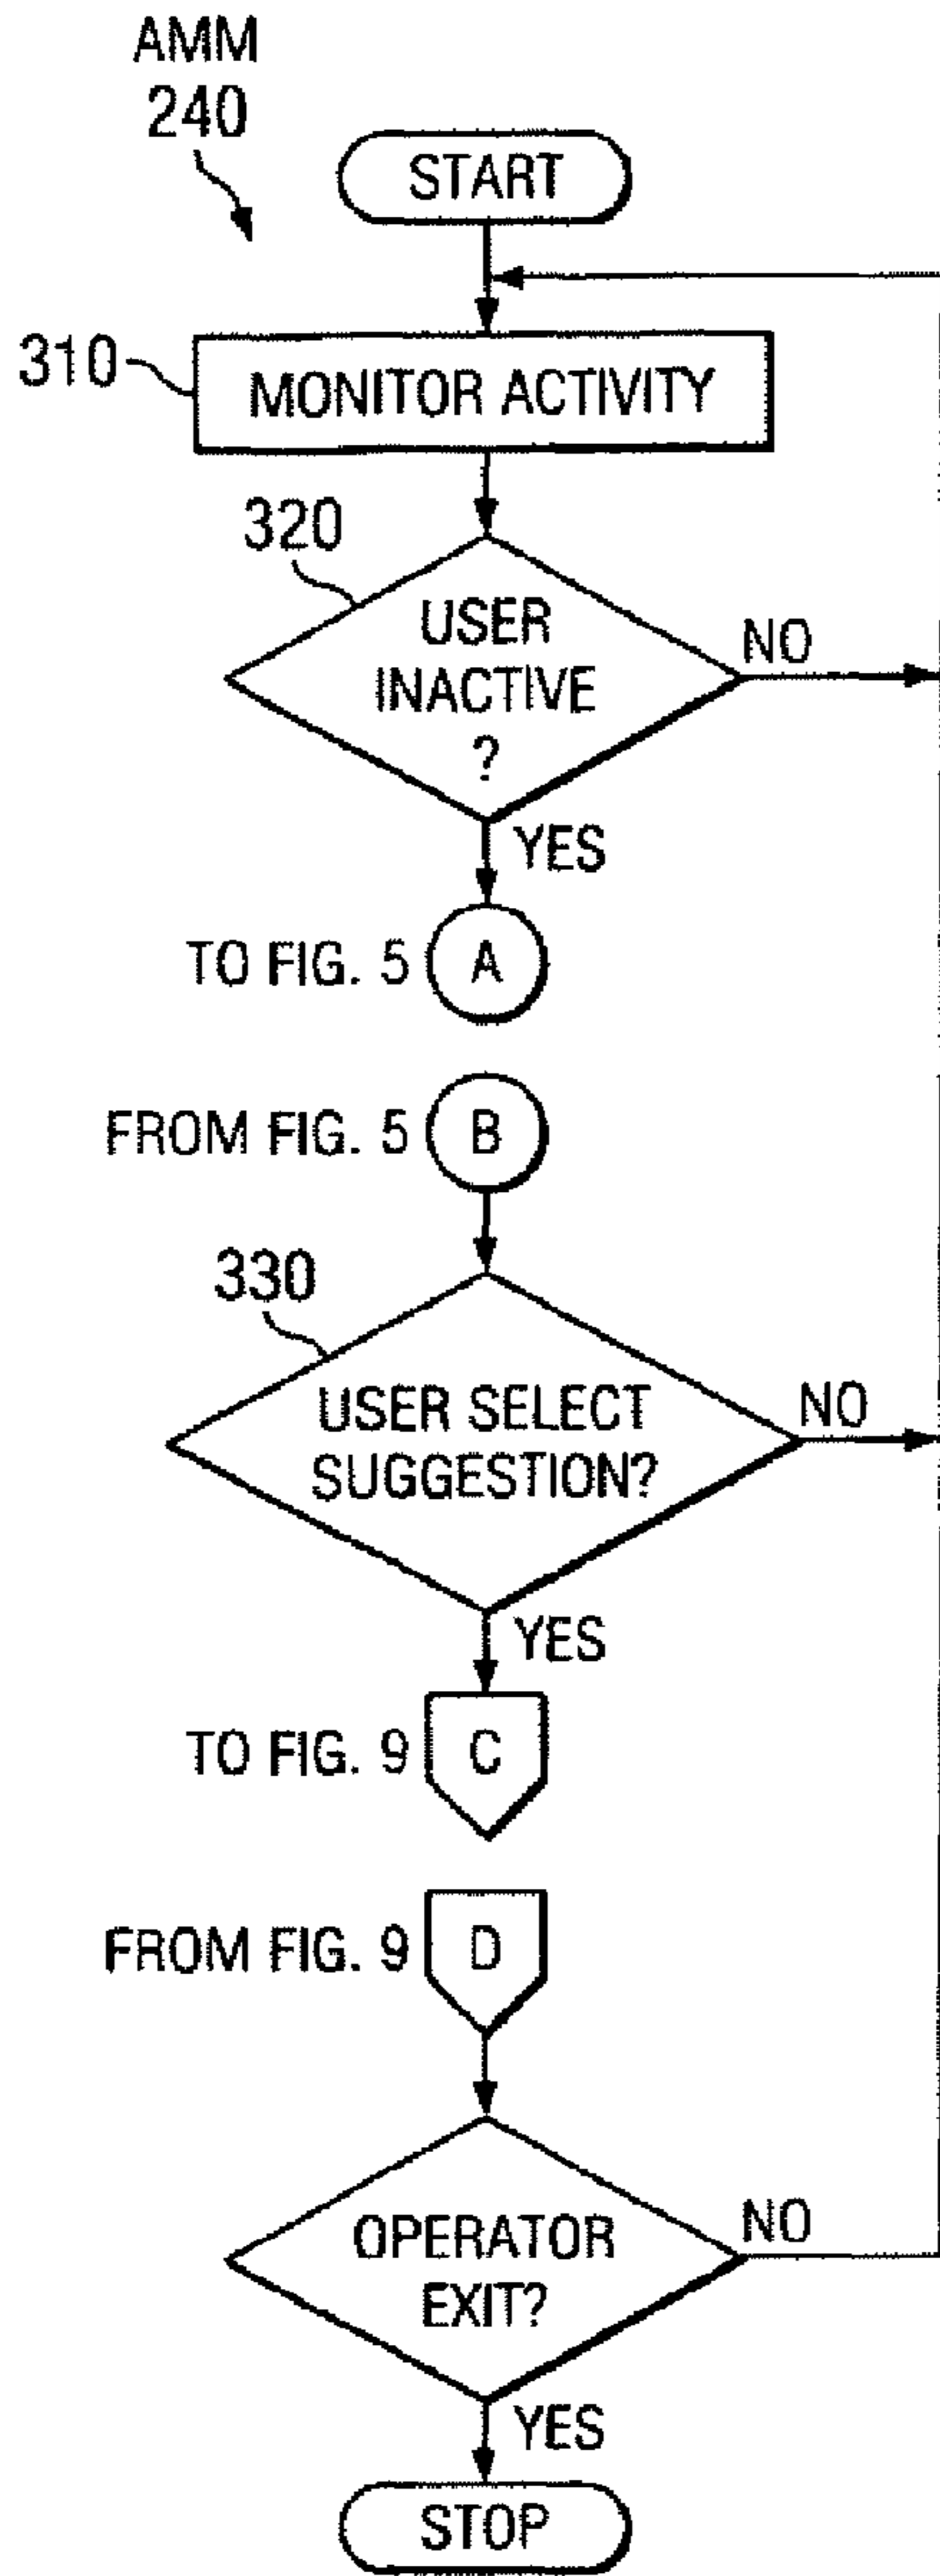 AMM
240
START
310
MONITOR ACTIVITY
320
USER
INACTIVE
?
NO
YES
TO FIG. 5
A
FROM FIG. 5
B
330
USER SELECT
SUGGESTION?
NO
YES
TO FIG. 9
C
FROM FIG. 9
D
OPERATOR
EXIT?
NO
YES
STOP